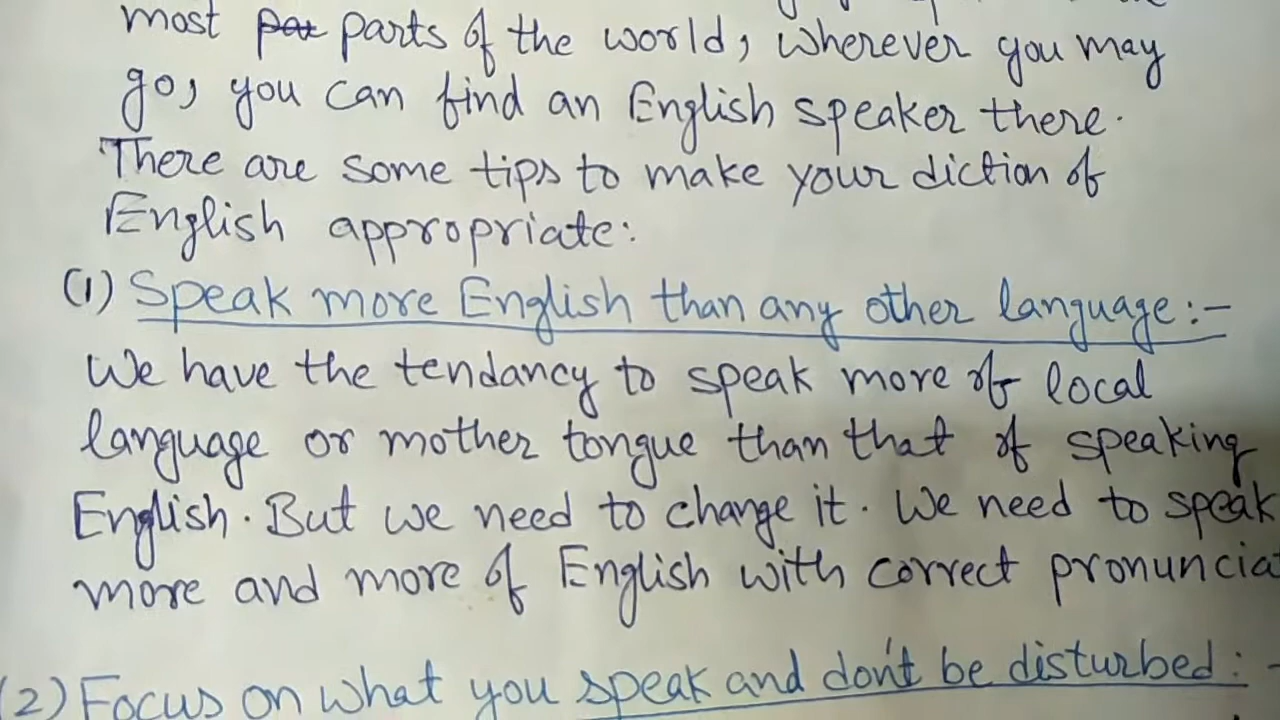 most parts of the world, wherever you may
go, you can find an English speaker there.
There are some tips to make your diction of
English appropriate:
(1) Speak more English than any other language:-
We have the tendancy to speak more of local
language or mother tongue than that of speaking
English. But we need to change it. We need to speak
more and more of English with correct pronuncia
(2) Focus on what you speak and don't be disturbed: -